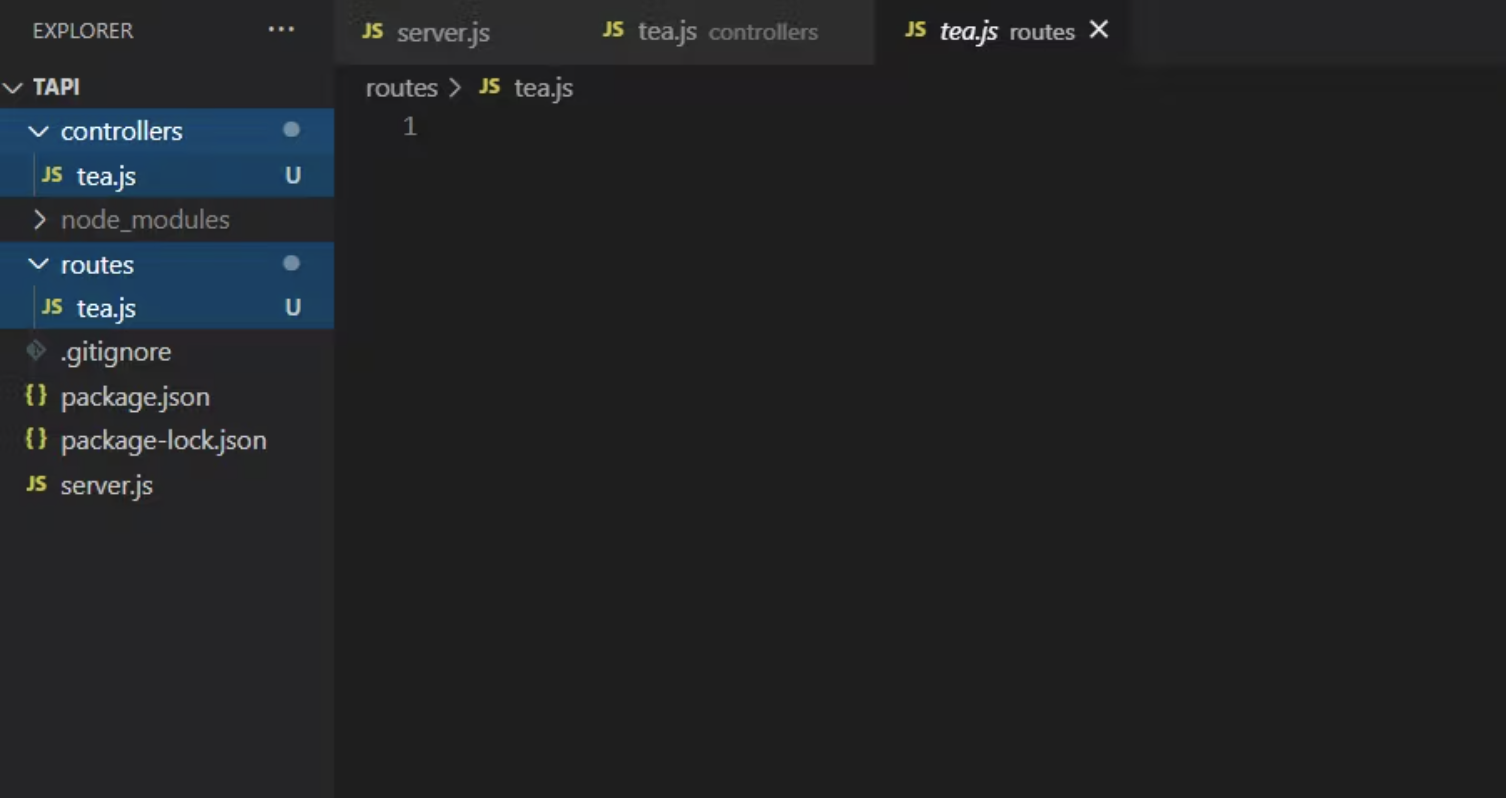 EXPLORER ...
TAPI
controllers
JS tea.js U
node_modules
routes
JS tea.js U
.gitignore
{} package.json
{} package-lock.json
JS server.js
JS server.js JS tea.js controllers JS tea.js routes
routes > JS tea.js
1